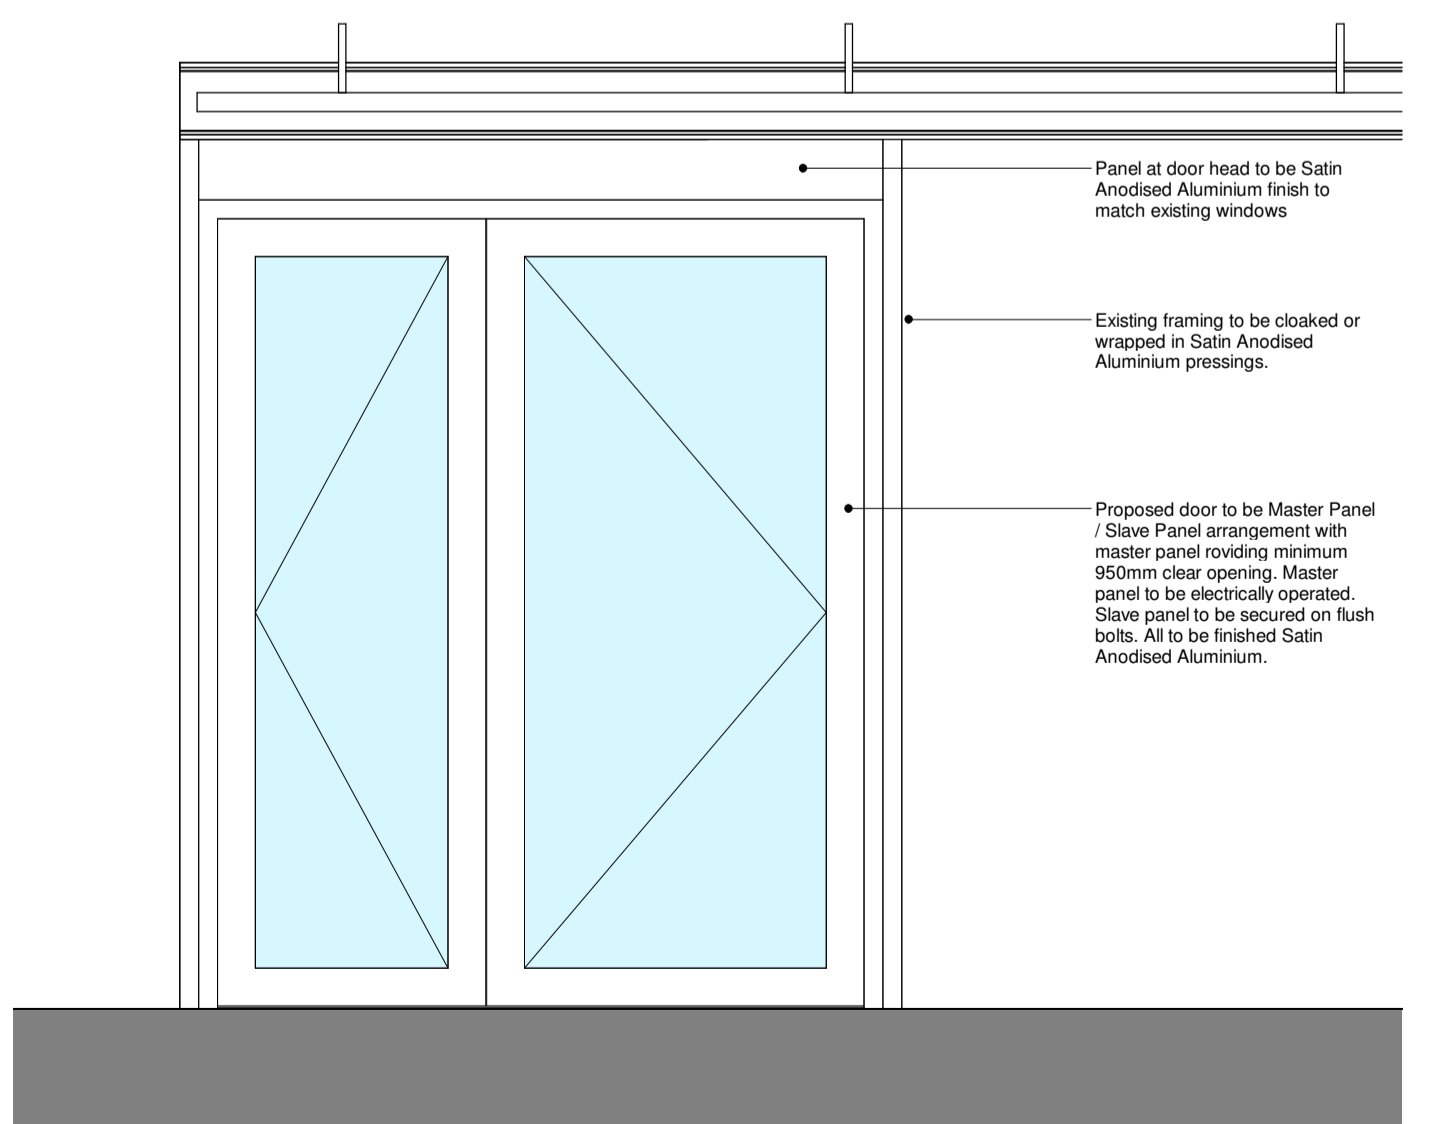 Panel at door head to be Satin
Anodised Aluminium finish to
match existing windows
Existing framing to be cloaked or
wrapped in Satin Anodised
Aluminium pressings.
Proposed door to be Master Panel
/ Slave Panel arrangement with
master panel roviding minimum
950mm clear opening. Master
panel to be electrically operated.
Slave panel to be secured on flush
bolts. All to be finished Satin
Anodised Aluminium.